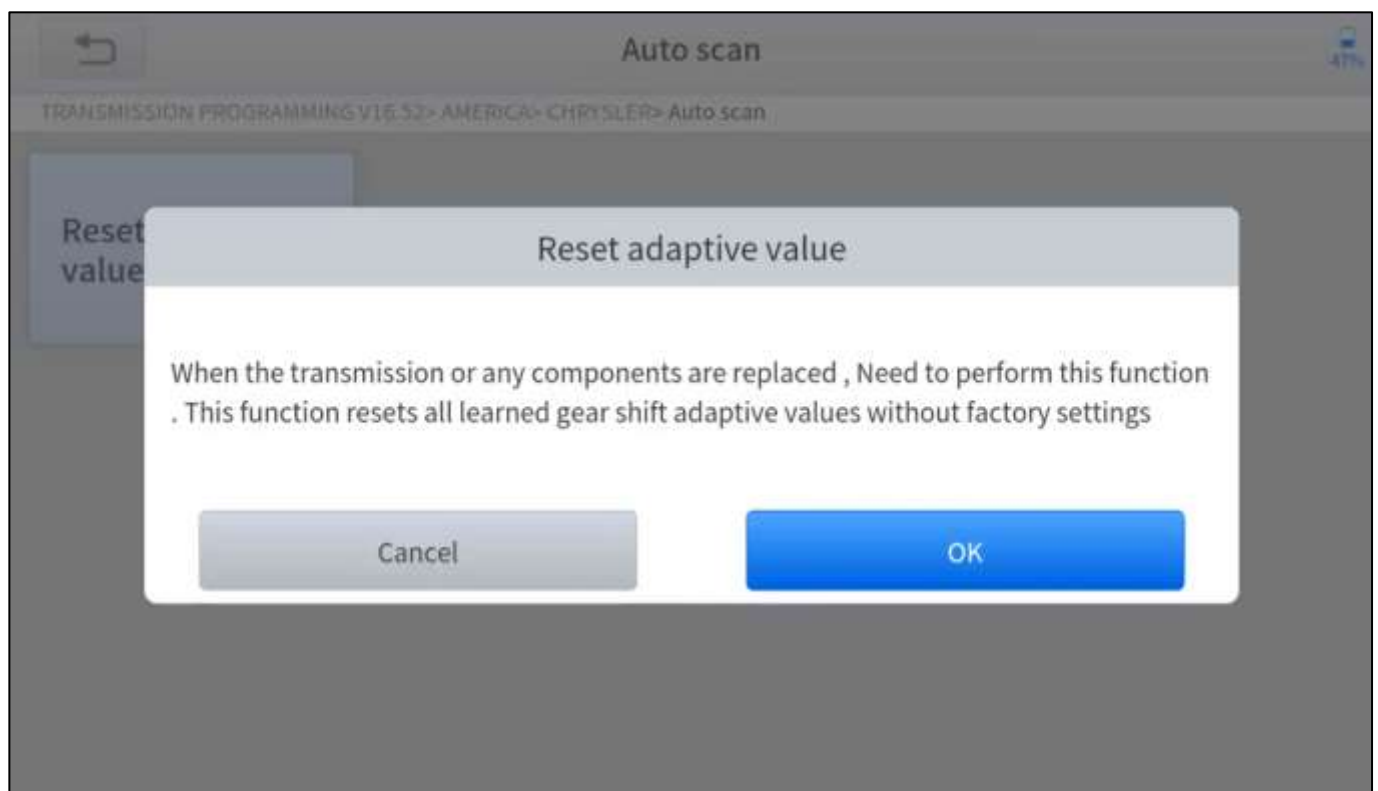 Auto scan
47%
TRANSMISSION PROGRAMMING V16.52> AMERICA> CHRYSLER> Auto scan
Reset
value
Reset adaptive value
When the transmission or any components are replaced , Need to perform this function
. This function resets all learned gear shift adaptive values without factory settings
Cancel
OK